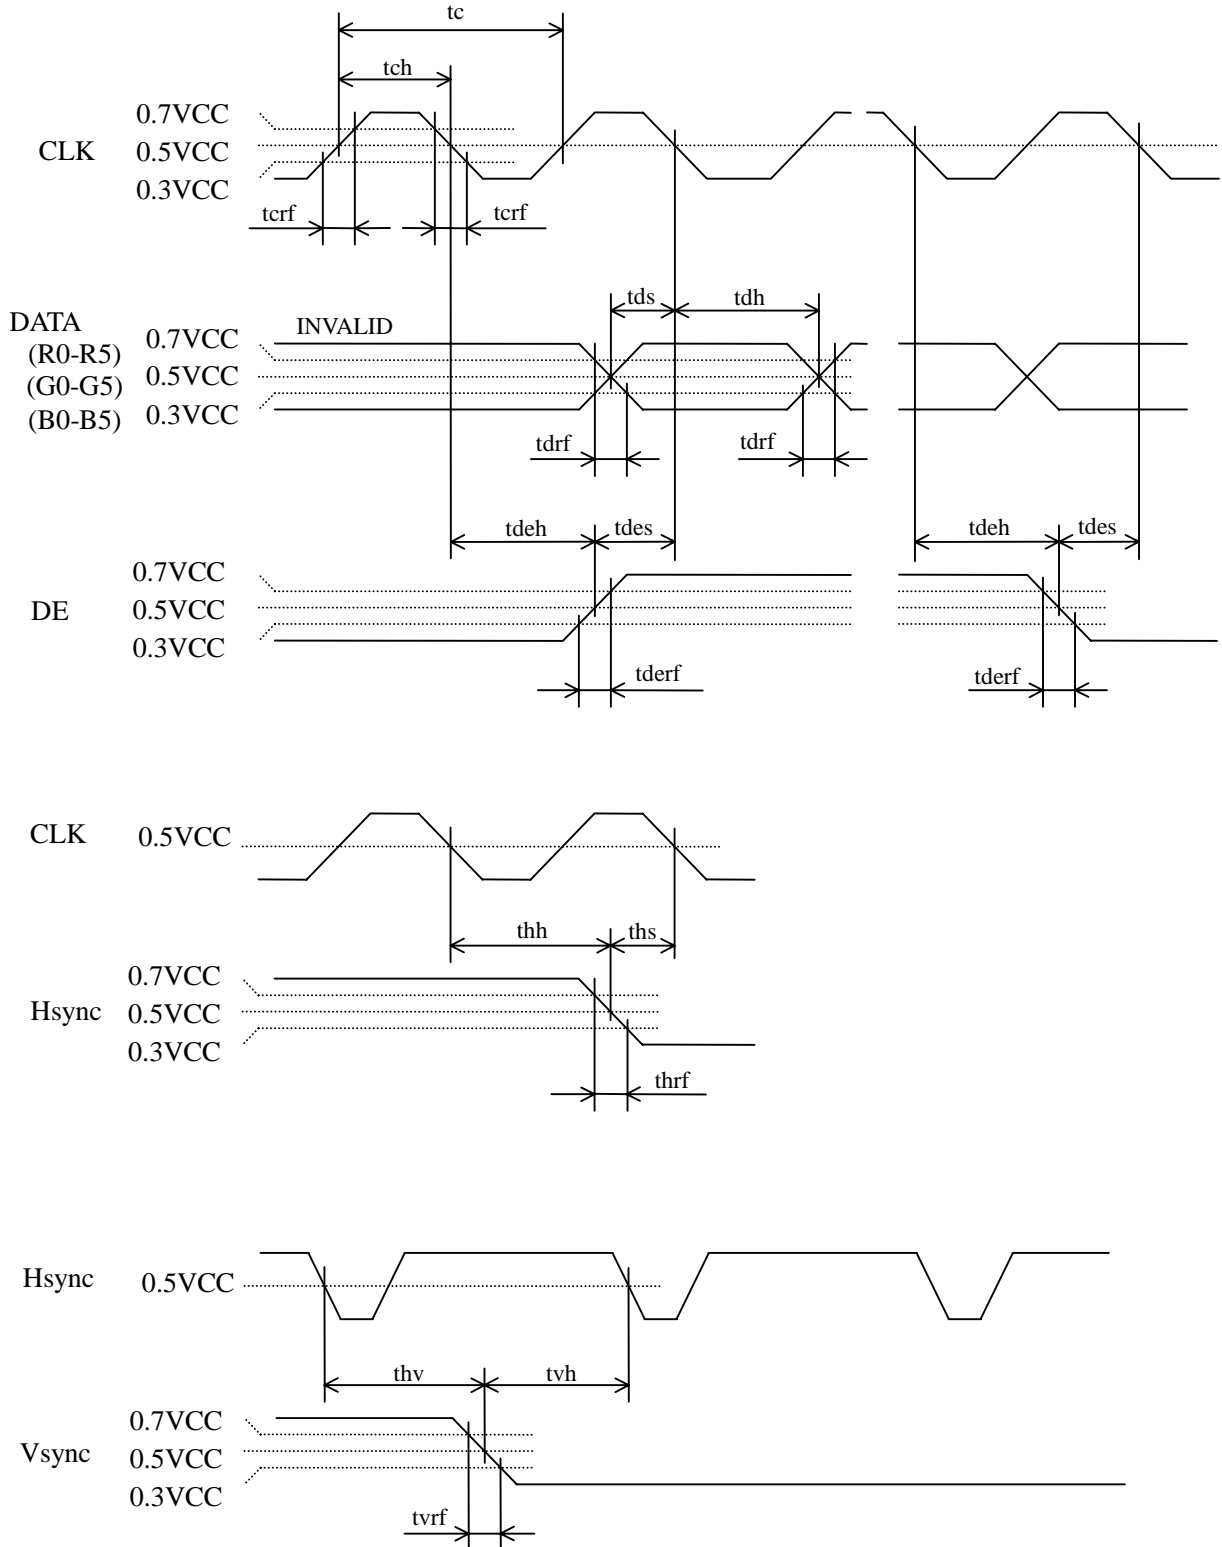 tc
tch
0.7VCC
CLK 0.5VCC
0.3VCC
tcrf tcrf
tds tdh
DATA INVALID
0.7VCC
(R0-R5)
0.5VCC
(G0-G5)
(B0-B5) 0.3VCC
tdrf tdrf
tdeh tdes tdeh tdes
0.7VCC
DE 0.5VCC
0.3VCC
tderf tderf
CLK 0.5VCC
thh ths
0.7VCC
Hsync 0.5VCC
0.3VCC
thrf
Hsync 0.5VCC
thv tvh
0.7VCC
Vsync 0.5VCC
0.3VCC
tvrf